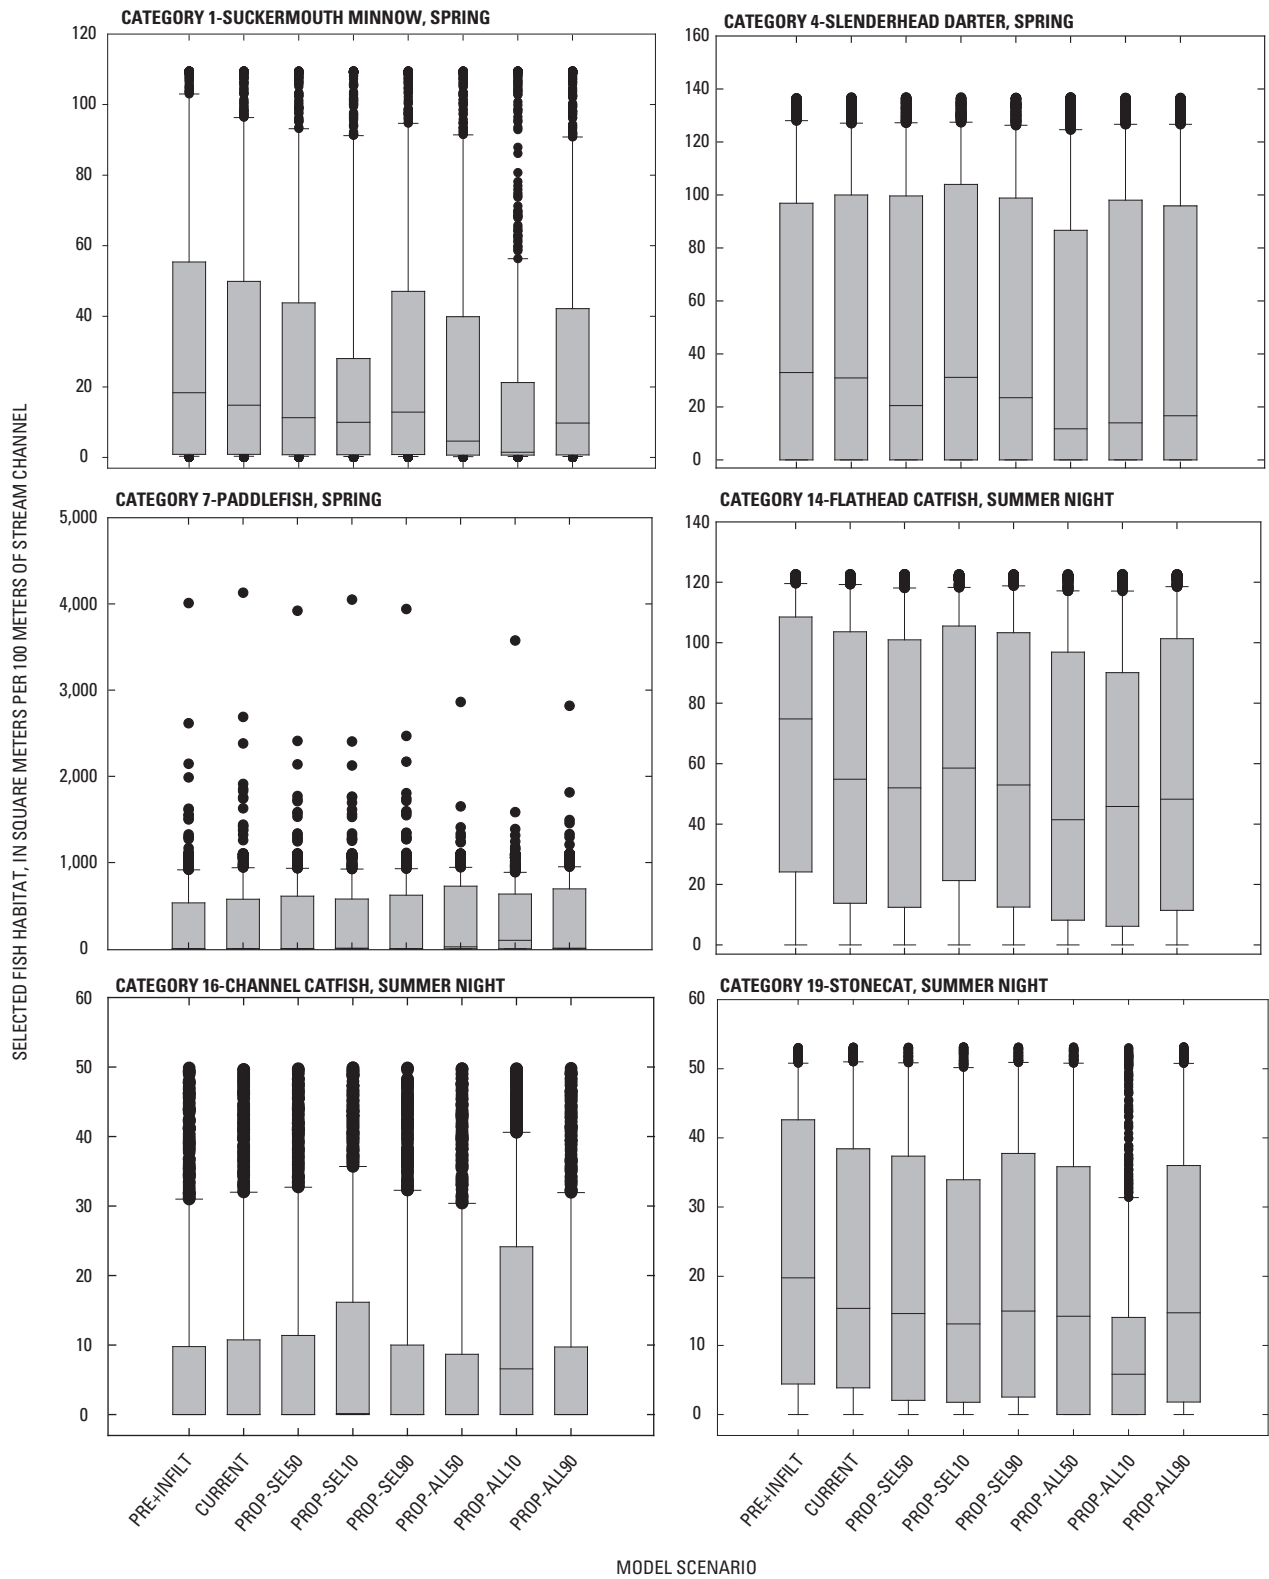 CATEGORY 1-SUCKERMOUTH MINNOW, SPRING
120
100
80
60
40
20
0
CATEGORY 4-SLENDERHEAD DARTER, SPRING
160
140
120
100
80
60
40
20
0
SELECTED FISH HABITAT, IN SQUARE METERS PER 100 METERS OF STREAM CHANNEL
CATEGORY 7-PADDLEFISH, SPRING
5,000
4,000
3,000
2,000
1,000
0
CATEGORY 14-FLATHEAD CATFISH, SUMMER NIGHT
140
120
100
80
60
40
20
0
CATEGORY 16-CHANNEL CATFISH, SUMMER NIGHT
60
50
40
30
20
10
0
PRE+INFILT
CURRENT
PROP-SEL50
PROP-SEL10
PROP-SEL90
PROP-ALL50
PROP-ALL10
PROP-ALL90
CATEGORY 19-STONECAT, SUMMER NIGHT
60
50
40
30
20
10
0
PRE+INFILT
CURRENT
PROP-SEL50
PROP-SEL10
PROP-SEL90
PROP-ALL50
PROP-ALL10
PROP-ALL90
MODEL SCENARIO